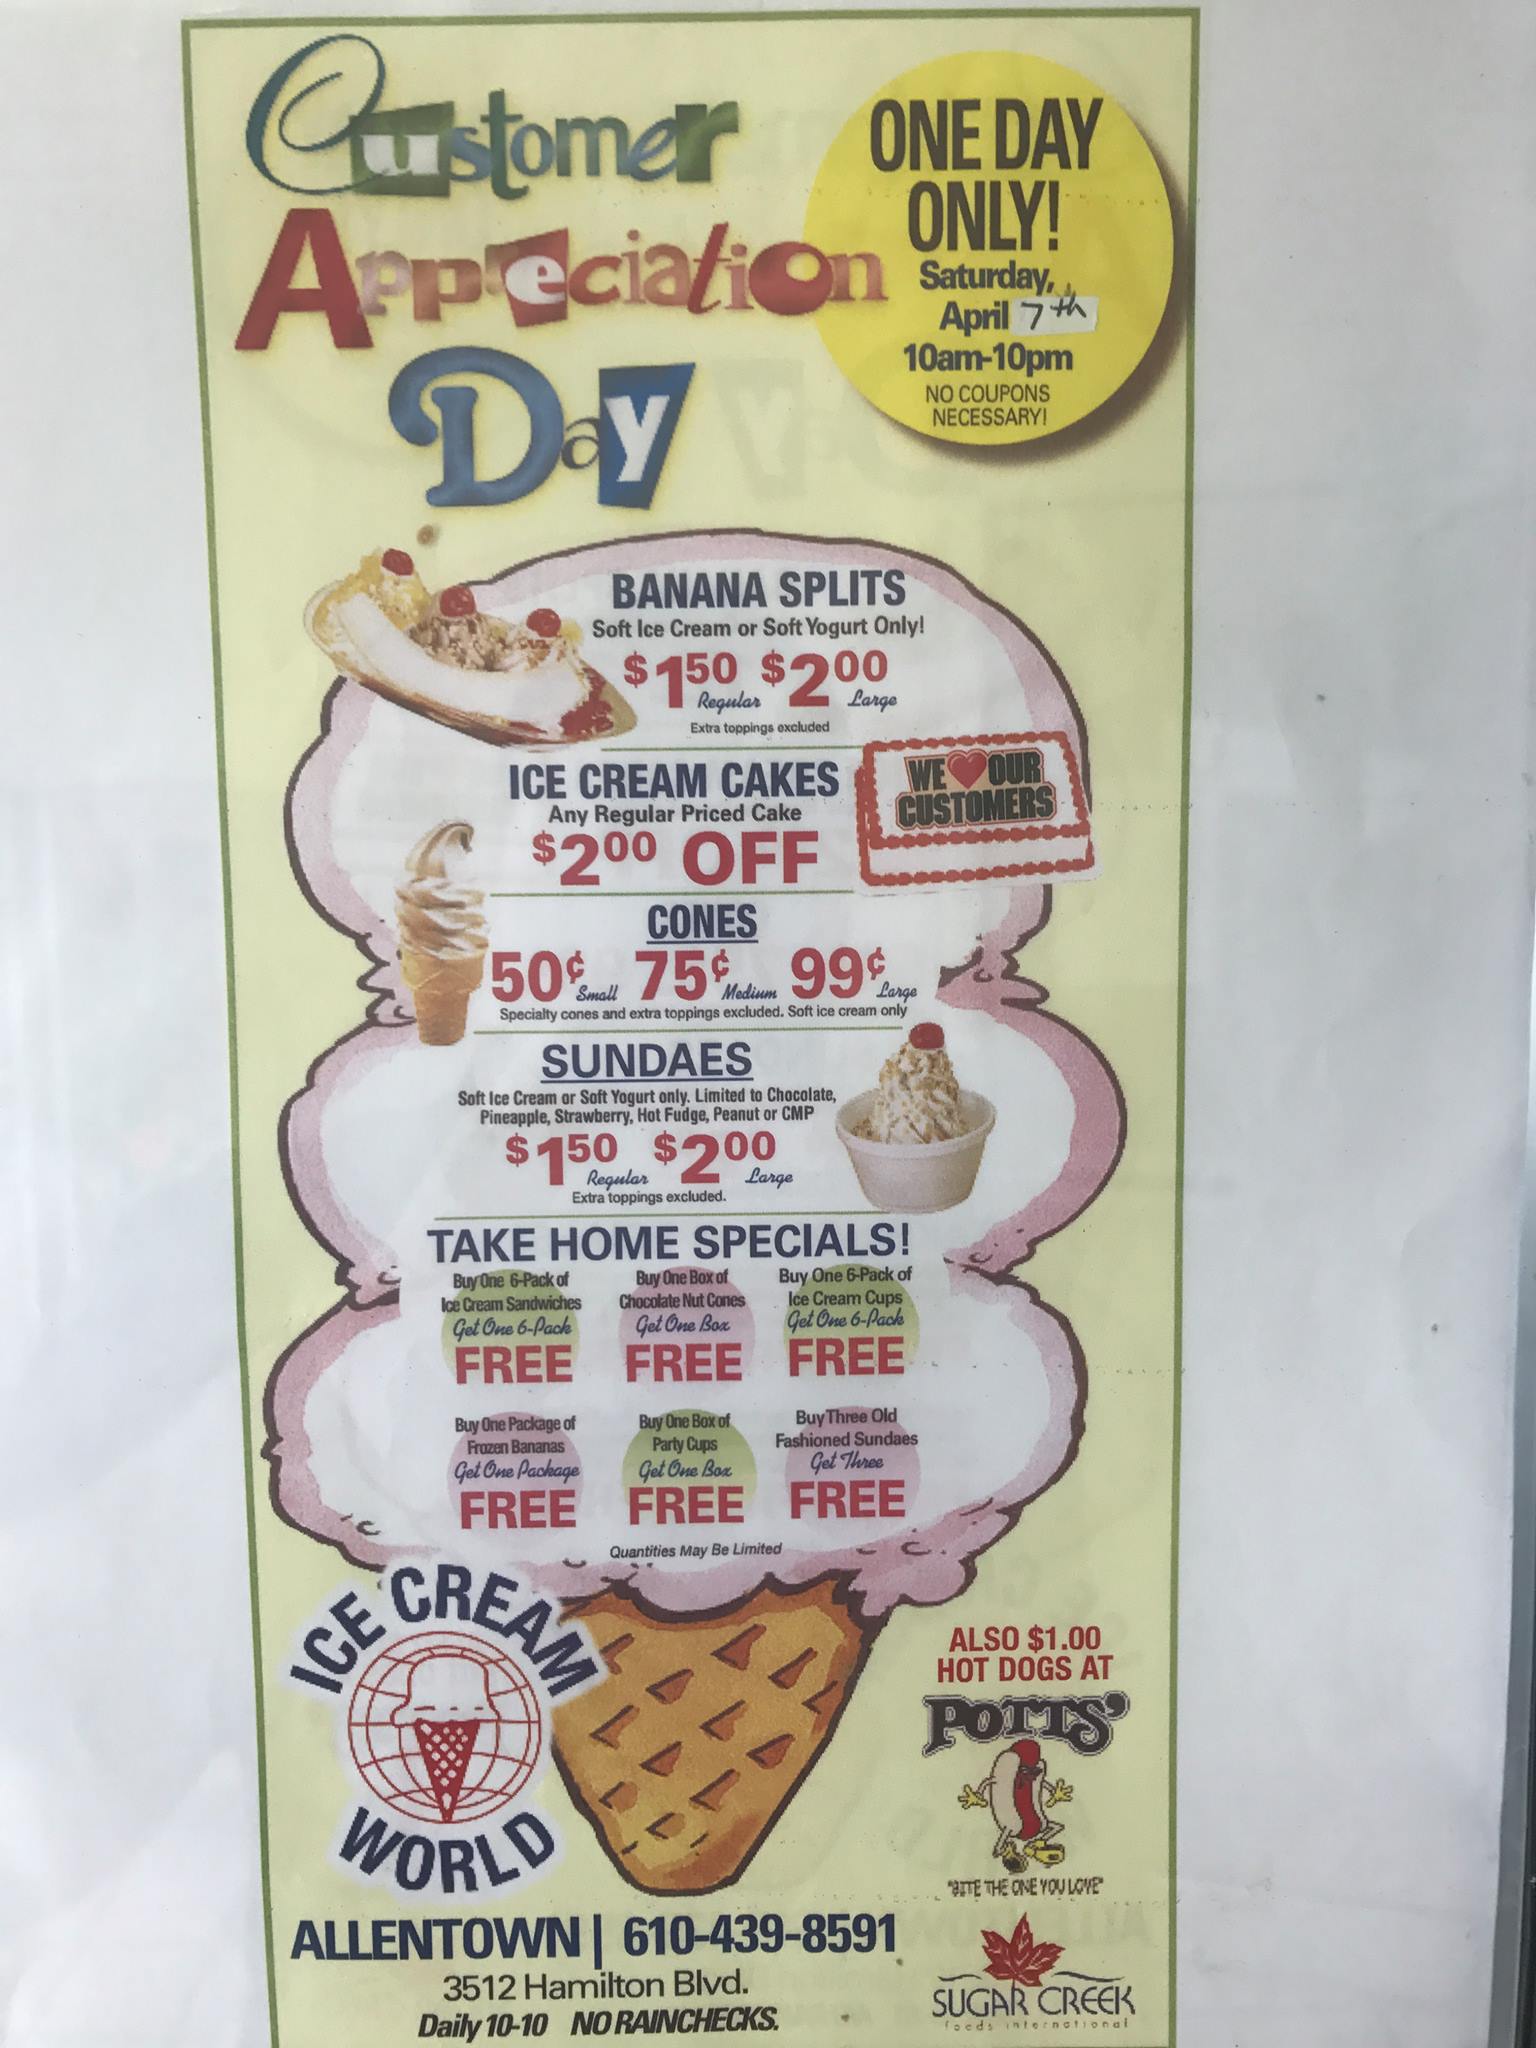 Customer
Appreciation
Day
ONE DAY
ONLY!
Saturday,
April 7th
10am-10pm
NO COUPONS
NECESSARY!
BANANA SPLITS
Soft Ice Cream or Soft Yogurt Only!
$1.50 Regular $2.00 Large
Extra toppings excluded
ICE CREAM CAKES
Any Regular Priced Cake
$2.00 OFF
WE ❤ OUR
CUSTOMERS
CONES
50¢ Small 75¢ Medium 99¢ Large
Specialty cones and extra toppings excluded. Soft ice cream only
SUNDAES
Soft Ice Cream or Soft Yogurt only. Limited to Chocolate,
Pineapple, Strawberry, Hot Fudge, Peanut or CMP
$1.50 Regular $2.00 Large
Extra toppings excluded.
TAKE HOME SPECIALS!
Buy One 6-Pack of
Ice Cream Sandwiches
Get One 6-Pack
FREE
Buy One Box of
Chocolate Nut Cones
Get One Box
FREE
Buy One 6-Pack of
Ice Cream Cups
Get One 6-Pack
FREE
Buy One Package of
Frozen Bananas
Get One Package
FREE
Buy One Box of
Party Cups
Get One Box
FREE
Buy Three Old
Fashioned Sundaes
Get Three
FREE
Quantities May Be Limited
ICE CREAM
WORLD
ALSO $1.00
HOT DOGS AT
POTTS'
"BITE THE ONE YOU LOVE"
ALLENTOWN | 610-439-8591
3512 Hamilton Blvd.
Daily 10-10 NO RAINCHECKS.
SUGAR CREEK
foods international